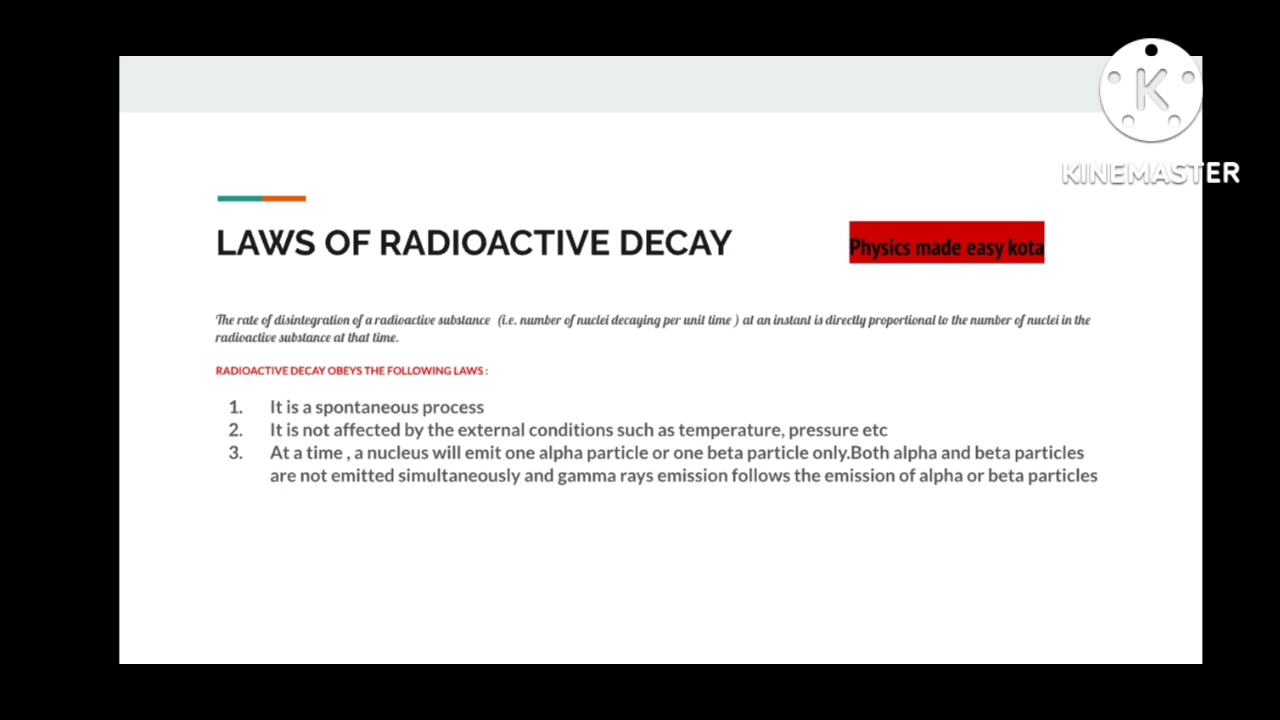 K
KINEMASTER
LAWS OF RADIOACTIVE DECAY
Physics made easy kota
The rate of disintegration of a radioactive substance (i.e. number of nuclei decaying per unit time ) at an instant is directly proportional to the number of nuclei in the
radioactive substance at that time.
RADIOACTIVE DECAY OBEYS THE FOLLOWING LAWS :
1. It is a spontaneous process
2. It is not affected by the external conditions such as temperature, pressure etc
3. At a time , a nucleus will emit one alpha particle or one beta particle only.Both alpha and beta particles
are not emitted simultaneously and gamma rays emission follows the emission of alpha or beta particles